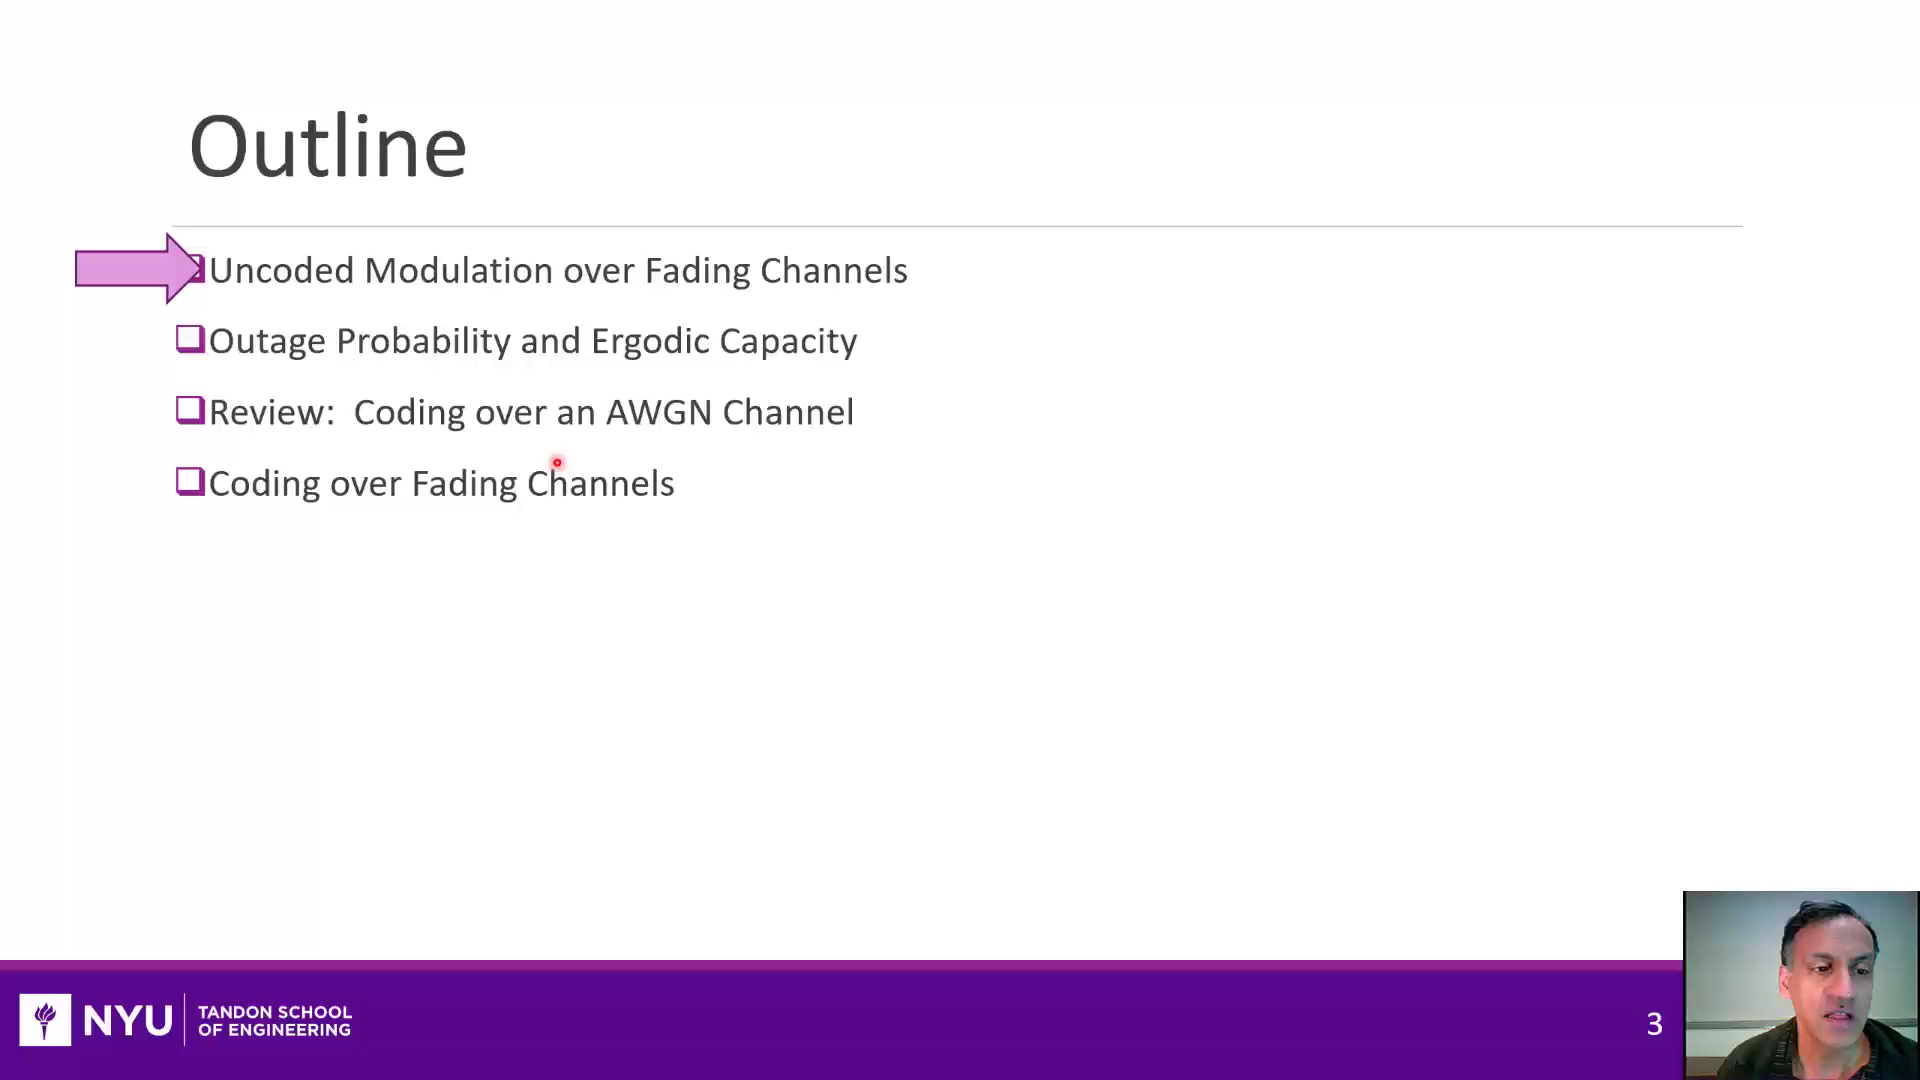 Outline
Uncoded Modulation over Fading Channels
Outage Probability and Ergodic Capacity
Review: Coding over an AWGN Channel
Coding over Fading Channels
NYU
TANDON SCHOOL
OF ENGINEERING
3